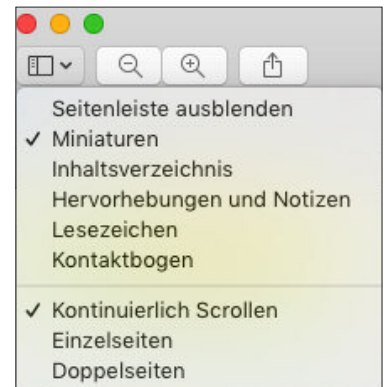 Seitenleiste ausblenden
✓ Miniaturen
Inhaltsverzeichnis
Hervorhebungen und Notizen
Lesezeichen
Kontaktbogen
✓ Kontinuierlich Scrollen
Einzelseiten
Doppelseiten